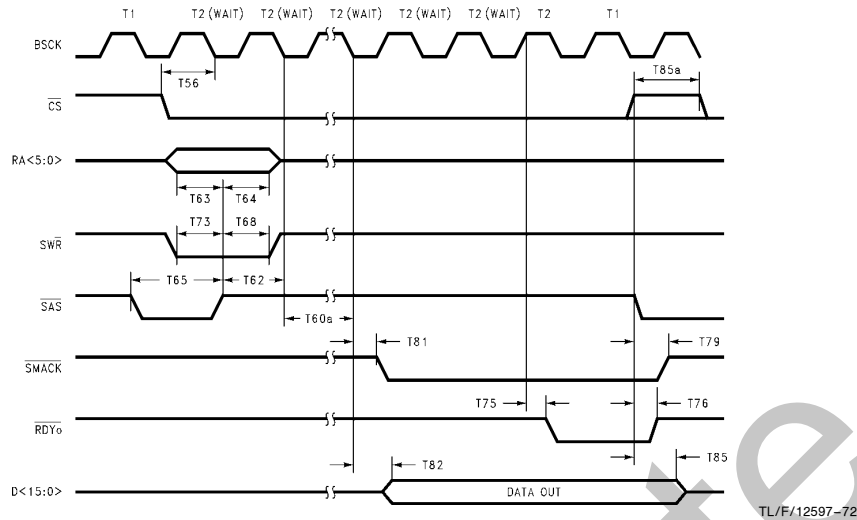 T1 T2 (WAIT) T2 (WAIT) T2 (WAIT) T2 (WAIT) T2 (WAIT) T2 T1
BSCK
T56
T85a
CS
RA<5:0>
T63 T64
T73 T68
SWR
T65 T62
SAS
T60a
T81 T79
SMACK
T75 T76
RDYo
T82 T85
D<15:0> DATA OUT
TL/F/12597-72